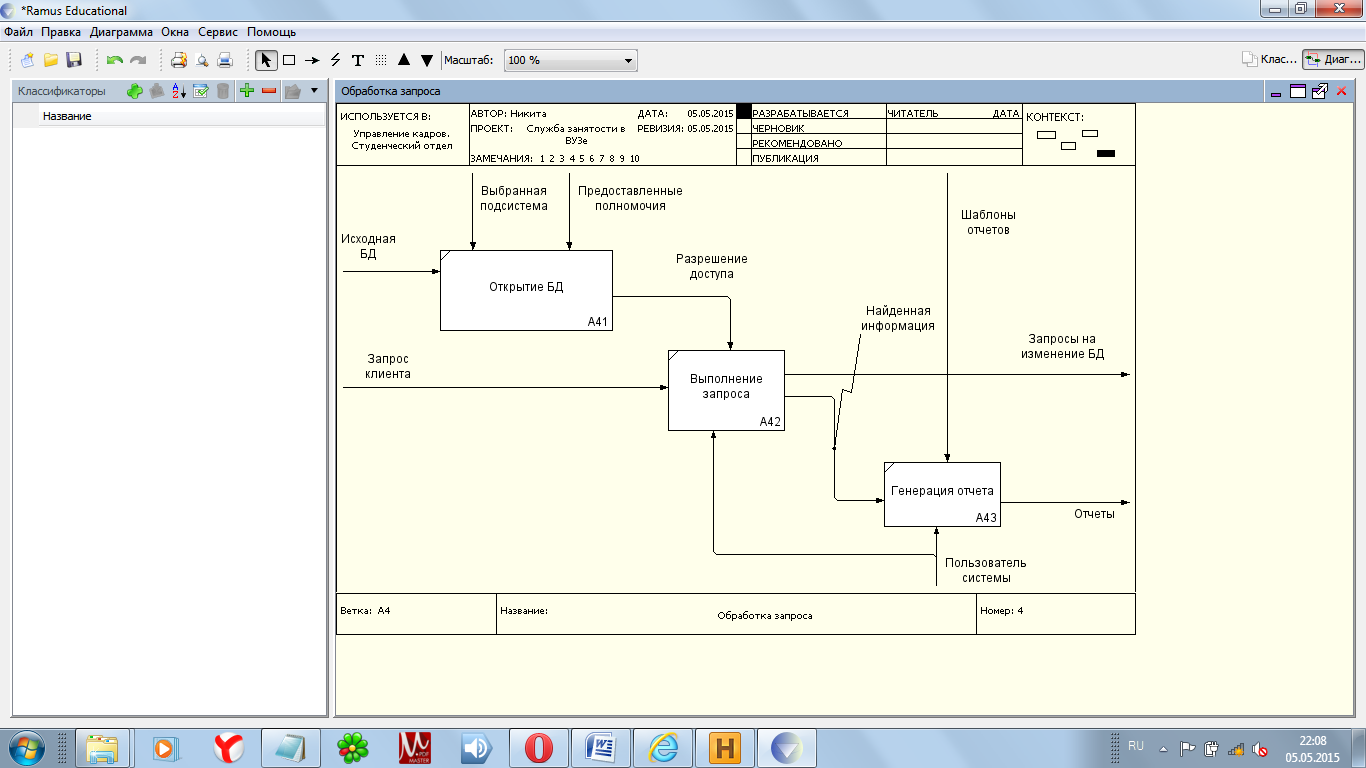 *Ramus Educational
Файл Правка Диаграмма Окна Сервис Помощь
Масштаб: 100 % Клас... Диаг...
Классификаторы
Название
Обработка запроса
ИСПОЛЬЗУЕТСЯ В:
Управление кадров.
Студенческий отдел
АВТОР: Никита ДАТА: 05.05.2015
ПРОЕКТ: Служба занятости в
ВУЗе
РЕВИЗИЯ: 05.05.2015
ЗАМЕЧАНИЯ: 1 2 3 4 5 6 7 8 9 10
РАЗРАБАТЫВАЕТСЯ
ЧЕРНОВИК
РЕКОМЕНДОВАНО
ПУБЛИКАЦИЯ
ЧИТАТЕЛЬ ДАТА
КОНТЕКСТ:
Выбранная
подсистема
Предоставленные
полномочия
Шаблоны
отчетов
Исходная
БД
Открытие БД
A41
Разрешение
доступа
Найденная
информация
Запросы на
изменение БД
Запрос
клиента
Выполнение
запроса
A42
Генерация отчета
A43
Отчеты
Пользователь
системы
Ветка: A4
Название:
Обработка запроса
Номер: 4
PDF
MASTER
RU
22:08
05.05.2015